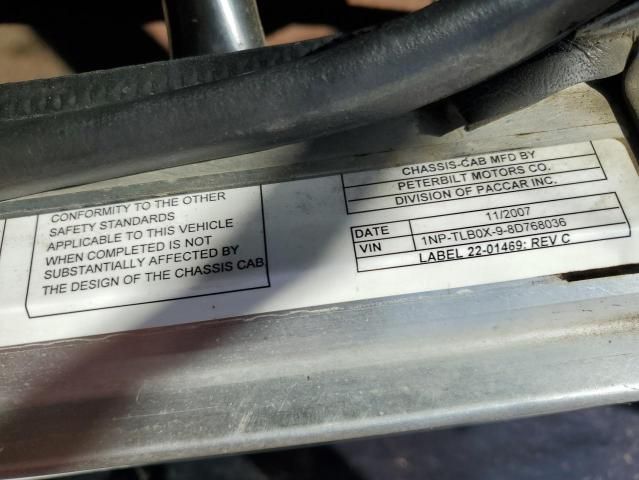 CONFORMITY TO THE OTHER
SAFETY STANDARDS
APPLICABLE TO THIS VEHICLE
WHEN COMPLETED IS NOT
SUBSTANTIALLY AFFECTED BY
THE DESIGN OF THE CHASSIS CAB
CHASSIS-CAB MFD BY
PETERBILT MOTORS CO.
DIVISION OF PACCAR INC.
DATE 11/2007
VIN 1NP-TLB0X-9-8D768036
LABEL 22-01469: REV C